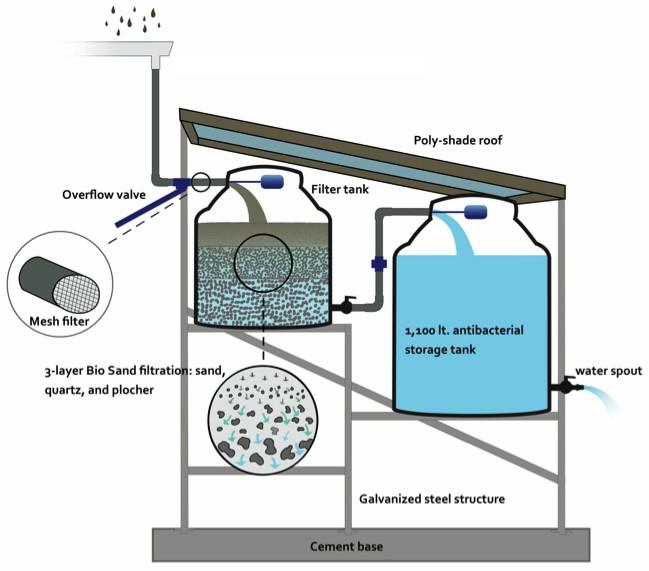 Poly-shade roof
Overflow valve
Filter tank
Mesh filter
1,100 lt. antibacterial
storage tank
3-layer Bio Sand filtration: sand,
quartz, and plocher
water spout
Galvanized steel structure
Cement base